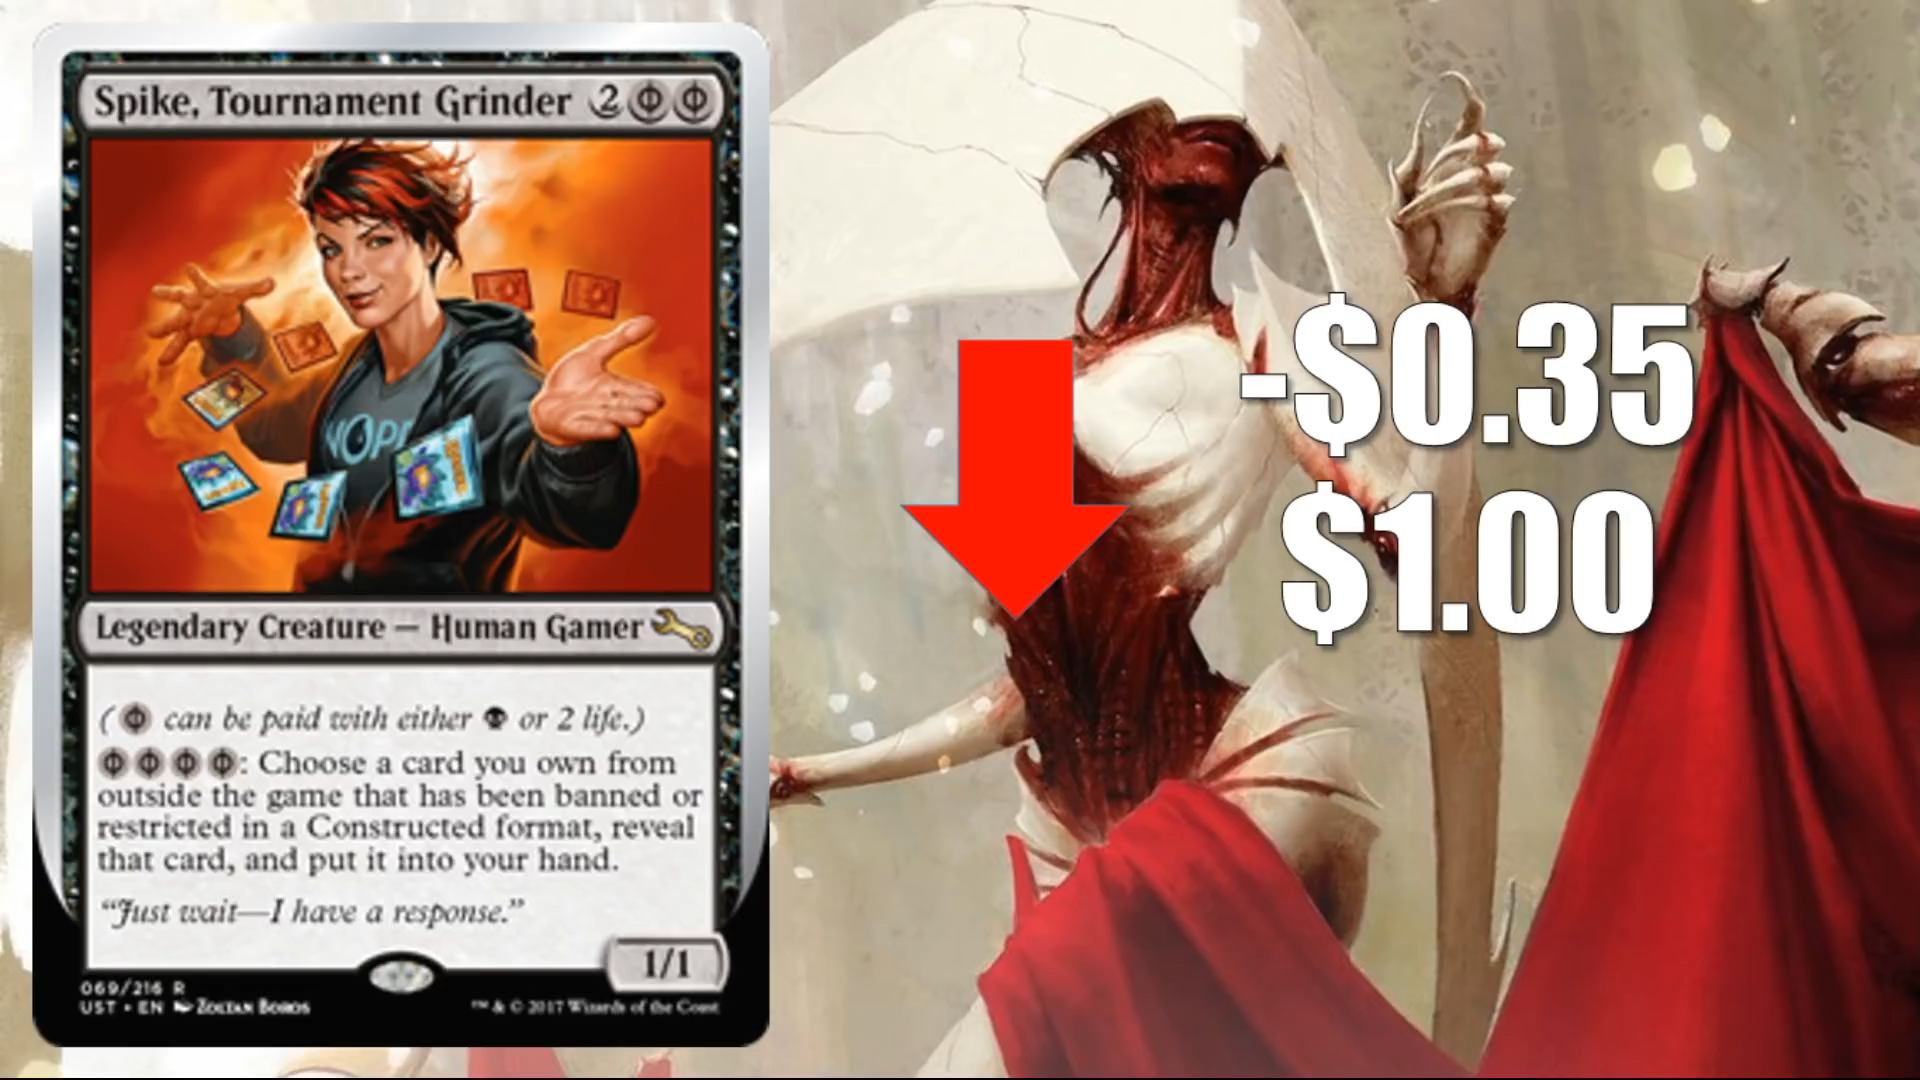 Spike, Tournament Grinder 2
NOPE
Legendary Creature — Human Gamer
( can be paid with either or 2 life.)
: Choose a card you own from
outside the game that has been banned or
restricted in a Constructed format, reveal
that card, and put it into your hand.
“Just wait—I have a response.”
1/1
069/216 R
UST • EN Zoltan Boros
™ & © 2017 Wizards of the Coast
-$0.35
$1.00